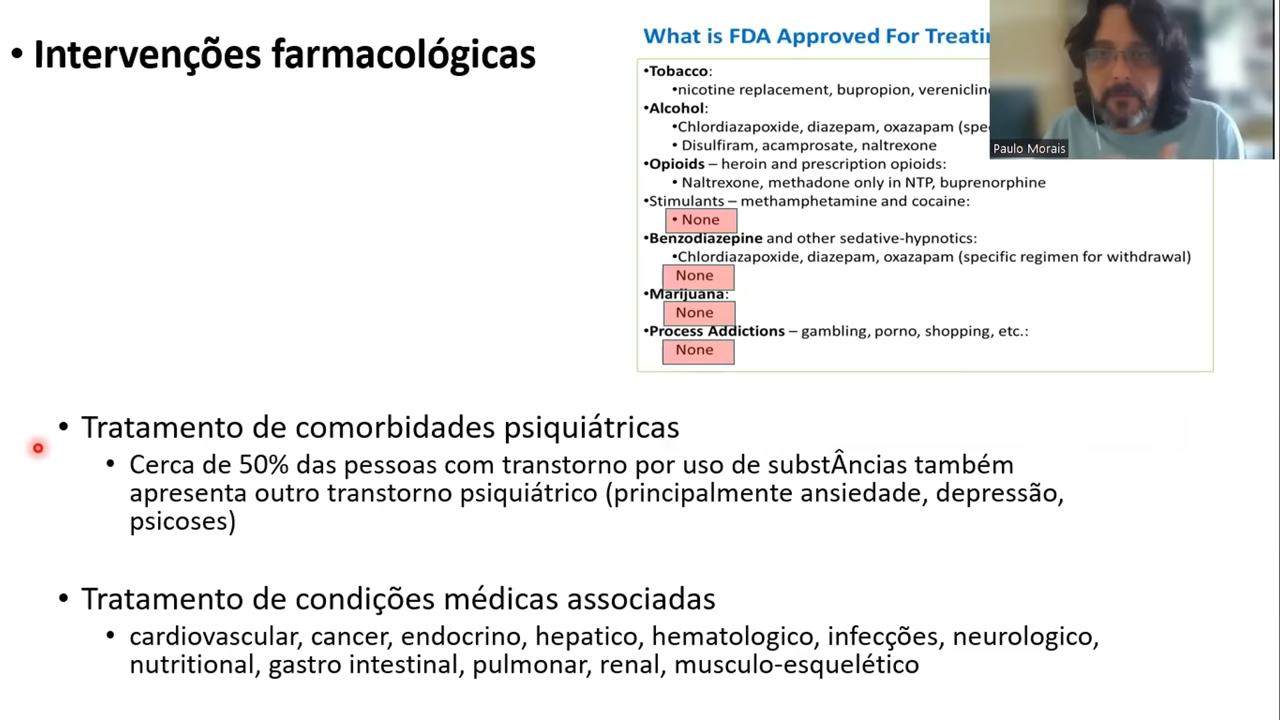 • Intervenções farmacológicas
What is FDA Approved For
•Tobacco:
•nicotine replacement, bupropion,
•Alcohol:
•Chlordiazapoxide, diazepam, oxazapam
• Disulfiram, acamprosate, naltrexone
•Opioids – heroin and prescription opioids:
• Naltrexone, methadone only in NTP, buprenorphine
•Stimulants – methamphetamine and cocaine:
• None
•Benzodiazepine and other sedative-hypnotics:
•Chlordiazapoxide, diazepam, oxazapam (specific regimen for withdrawal)
None
•Marijuana:
None
•Process Addictions – gambling, porno, shopping, etc.:
None
Paulo Morais
• Tratamento de comorbidades psiquiátricas
• Cerca de 50% das pessoas com transtorno por uso de substÂncias também
apresenta outro transtorno psiquiátrico (principalmente ansiedade, depressão,
psicoses)
• Tratamento de condições médicas associadas
• cardiovascular, cancer, endocrino, hepatico, hematologico, infecções, neurologico,
nutritional, gastro intestinal, pulmonar, renal, musculo-esquelético